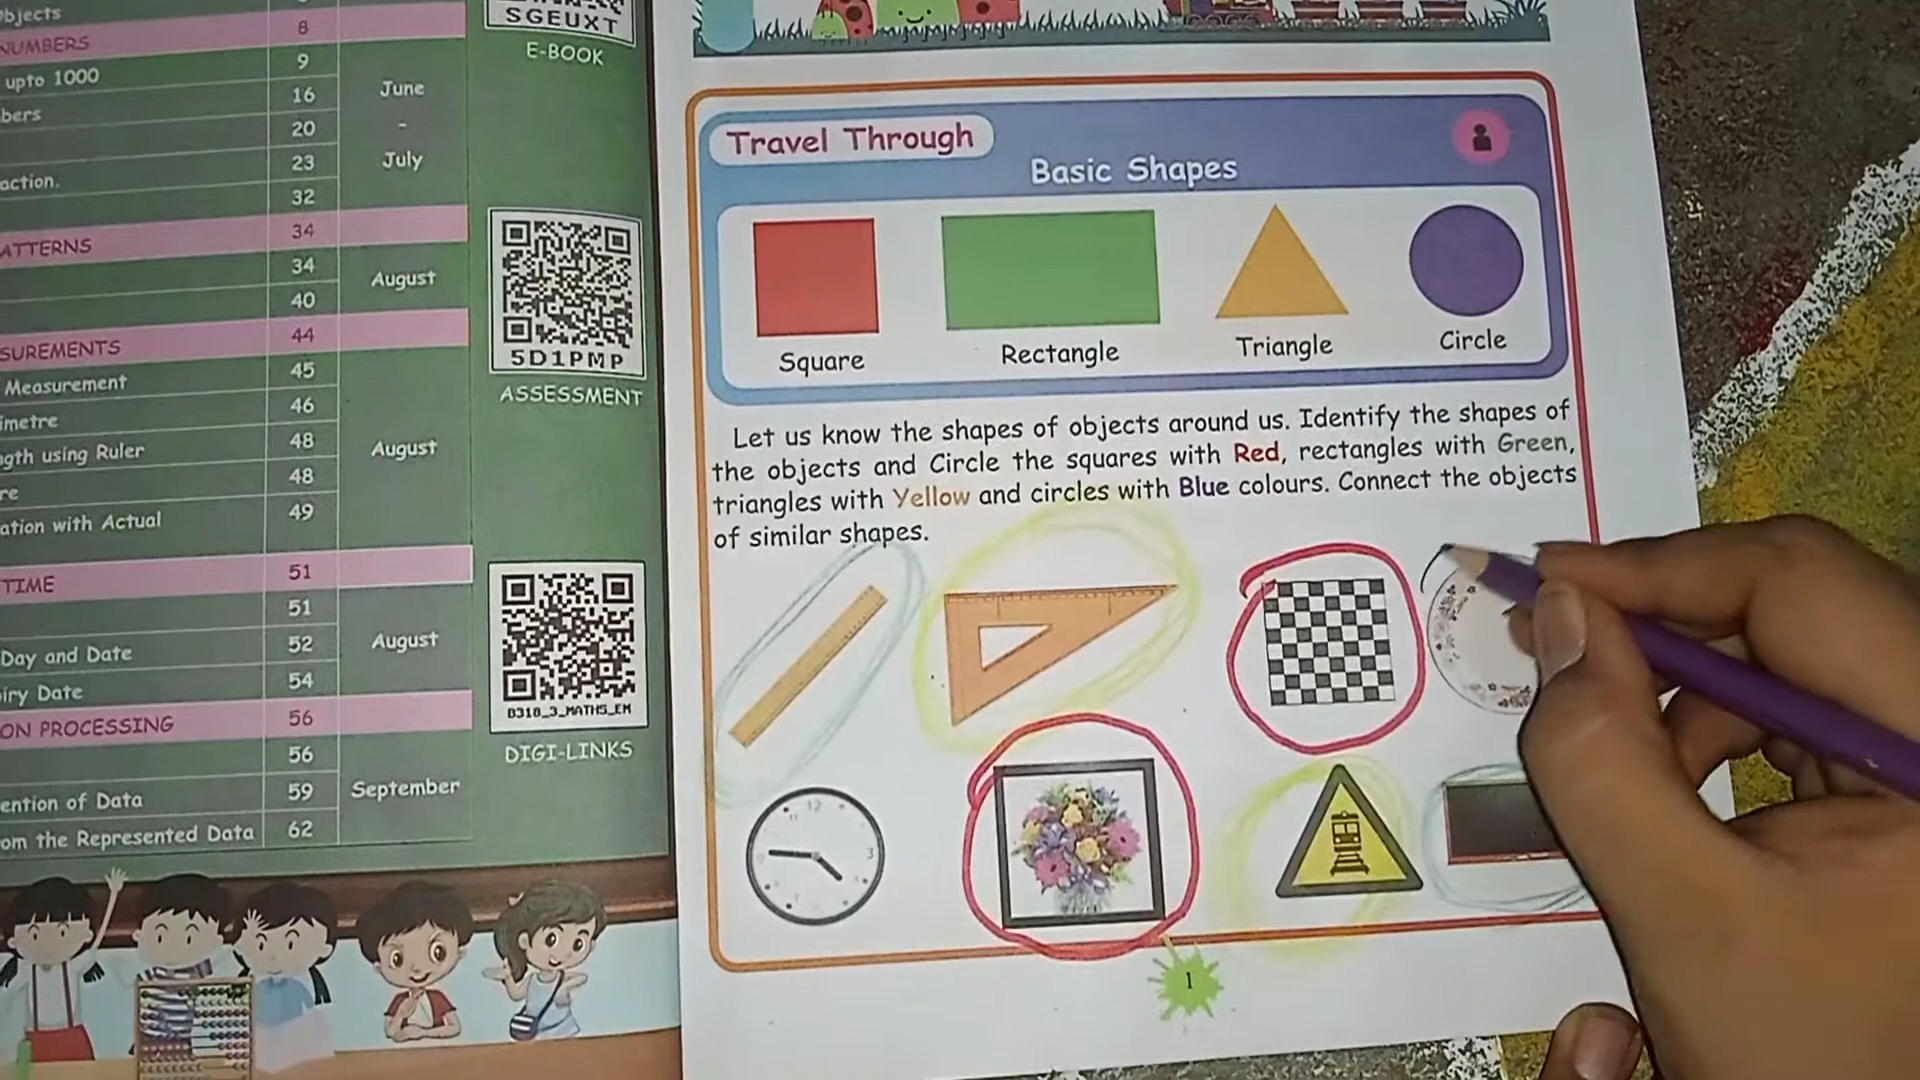 Objects
8
NUMBERS
upto 1000 9
bers 16
20
action. 23
32
June
-
July
ATTERNS 34
34
40
August
SUREMENTS 44
Measurement 45
imetre 46
ngth using Ruler 48
re 48
ation with Actual 49
August
TIME 51
51
Day and Date 52
iry Date 54
August
ON PROCESSING 56
56
ention of Data 59
om the Represented Data 62
September
SGEUXT
E-BOOK
5D1PMP
ASSESSMENT
B318_3_MATHS_EM
DIGI-LINKS
Travel Through
Basic Shapes
Square Rectangle Triangle Circle
Let us know the shapes of objects around us. Identify the shapes of
the objects and Circle the squares with Red, rectangles with Green,
triangles with Yellow and circles with Blue colours. Connect the objects
of similar shapes.
12
3
1